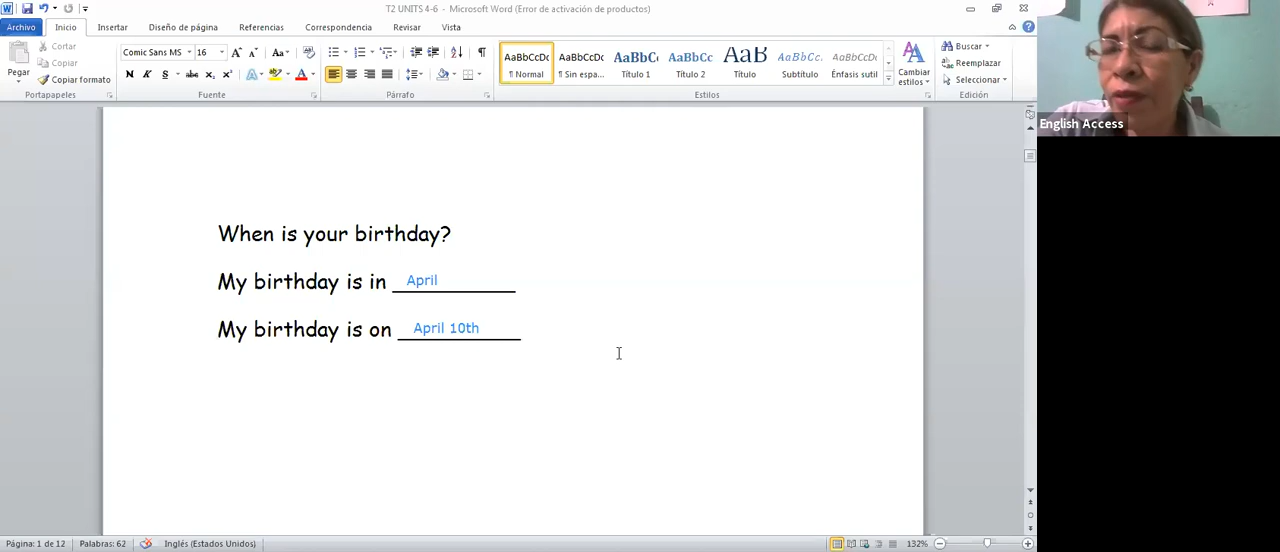 T2 UNITS 4-6 - Microsoft Word (Error de activación de productos)
Archivo Inicio Insertar Diseño de página Referencias Correspondencia Revisar Vista
Pegar
Cortar
Copiar
Copiar formato
Portapapeles
Comic Sans MS 16
Fuente
Párrafo
AaBbCcDc AaBbCcDc AaBbC AaBbCc AaB AaBbCc. AaBbCcDc
¶ Normal ¶ Sin espa... Título 1 Título 2 Título Subtítulo Énfasis sutil
Estilos
Cambiar estilos
Buscar
Reemplazar
Seleccionar
Edición
English Access
When is your birthday?
My birthday is in April
My birthday is on April 10th
Página: 1 de 12 Palabras: 62 Inglés (Estados Unidos) 132%